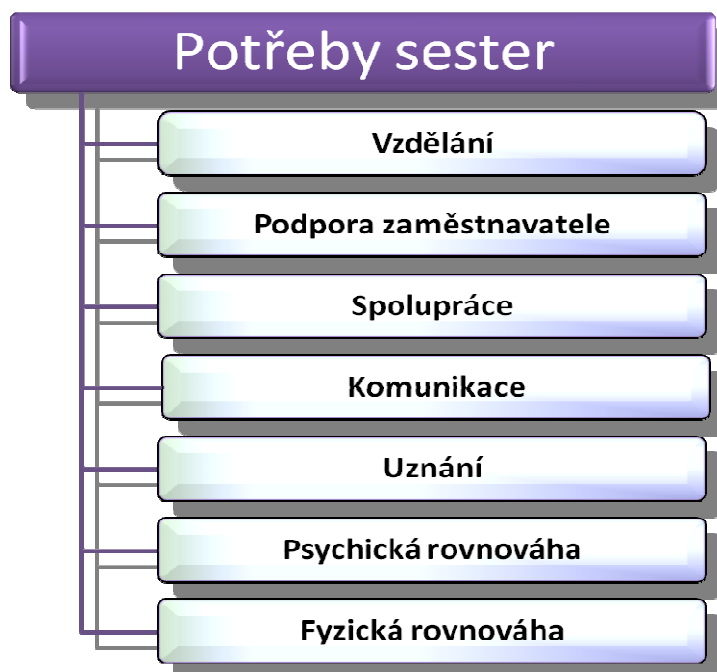 Potřeby sester
Vzdělání
Podpora zaměstnavatele
Spolupráce
Komunikace
Uznání
Psychická rovnováha
Fyzická rovnováha